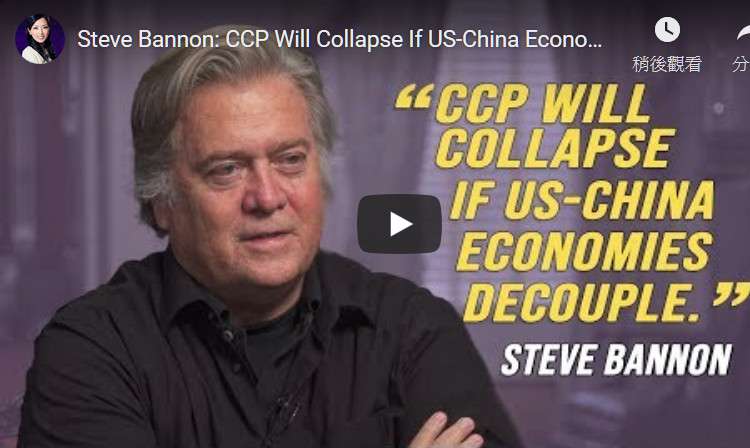 Steve Bannon: CCP Will Collapse If US-China Econo...
稍後觀看
分
“CCP WILL
COLLAPSE
IF US-CHINA
ECONOMIES
DECOUPLE.”
STEVE BANNON